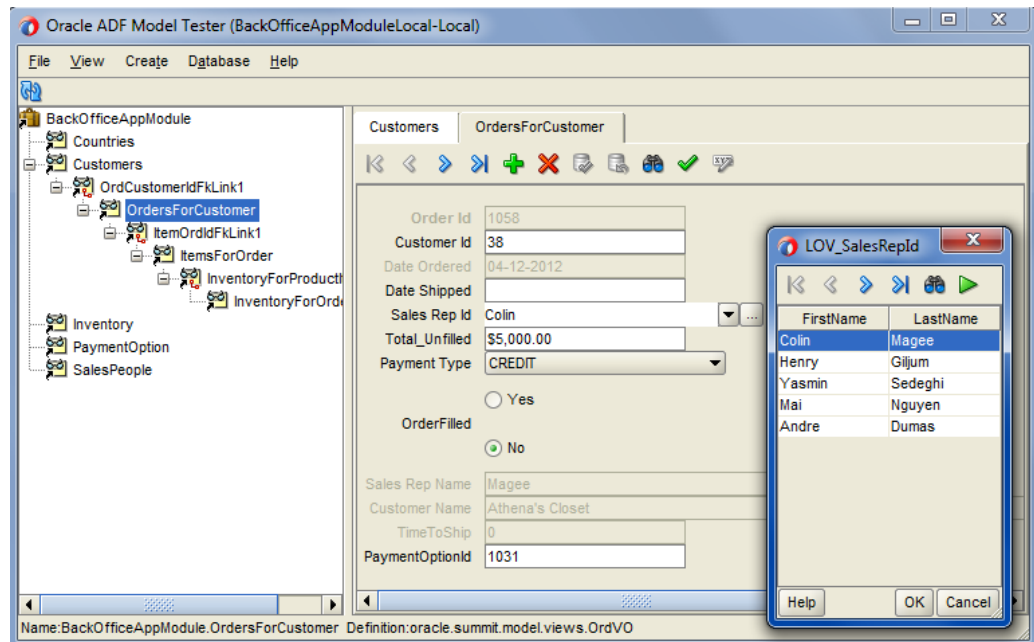 Oracle ADF Model Tester (BackOfficeAppModuleLocal-Local)
File View Create Database Help
BackOfficeAppModule
Countries
Customers
OrdCustomerIdFkLink1
OrdersForCustomer
ItemOrdIdFkLink1
ItemsForOrder
InventoryForProductI
InventoryForOrde
Inventory
PaymentOption
SalesPeople
Customers OrdersForCustomer
Order Id 1058
Customer Id 38
Date Ordered 04-12-2012
Date Shipped
Sales Rep Id Colin ...
Total_Unfilled $5,000.00
Payment Type CREDIT
Yes
OrderFilled
No
Sales Rep Name Magee
Customer Name Athena's Closet
TimeToShip 0
PaymentOptionId 1031
LOV_SalesRepId
FirstName LastName
Colin Magee
Henry Giljum
Yasmin Sedeghi
Mai Nguyen
Andre Dumas
Help OK Cancel
Name:BackOfficeAppModule.OrdersForCustomer Definition:oracle.summit.model.views.OrdVO